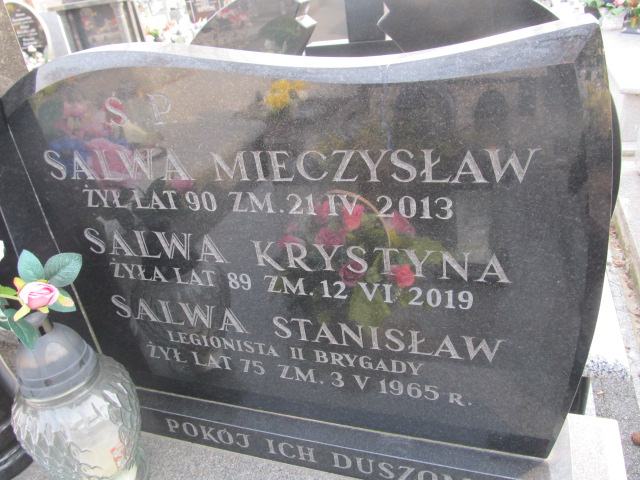 Ś. P.
SALWA MIECZYSŁAW
ŻYŁ LAT 90 ZM. 21 IV 2013
SALWA KRYSTYNA
ŻYŁA LAT 89 ZM. 12 VI 2019
SALWA STANISŁAW
LEGIONISTA II BRYGADY
ŻYŁ LAT 75 ZM. 3 V 1965 R.
POKÓJ ICH DUSZOM